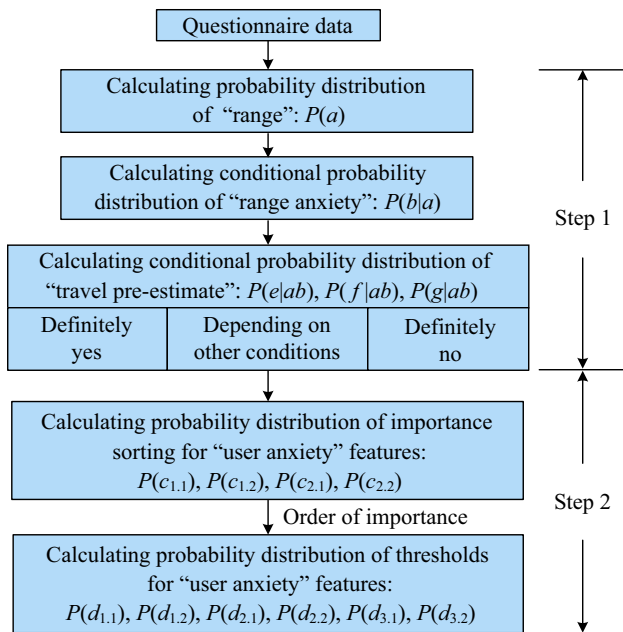 Questionnaire data
Calculating probability distribution
of “range”: P(a)
Calculating conditional probability
distribution of “range anxiety”: P(b|a)
Step 1
Calculating conditional probability distribution of
“travel pre-estimate”: P(e|ab), P(f|ab), P(g|ab)
Definitely
yes
Depending on
other conditions
Definitely
no
Calculating probability distribution of importance
sorting for “user anxiety” features:
P(c1.1), P(c1.2), P(c2.1), P(c2.2)
Step 2
Order of importance
Calculating probability distribution of thresholds
for “user anxiety” features:
P(d1.1), P(d1.2), P(d2.1), P(d2.2), P(d3.1), P(d3.2)